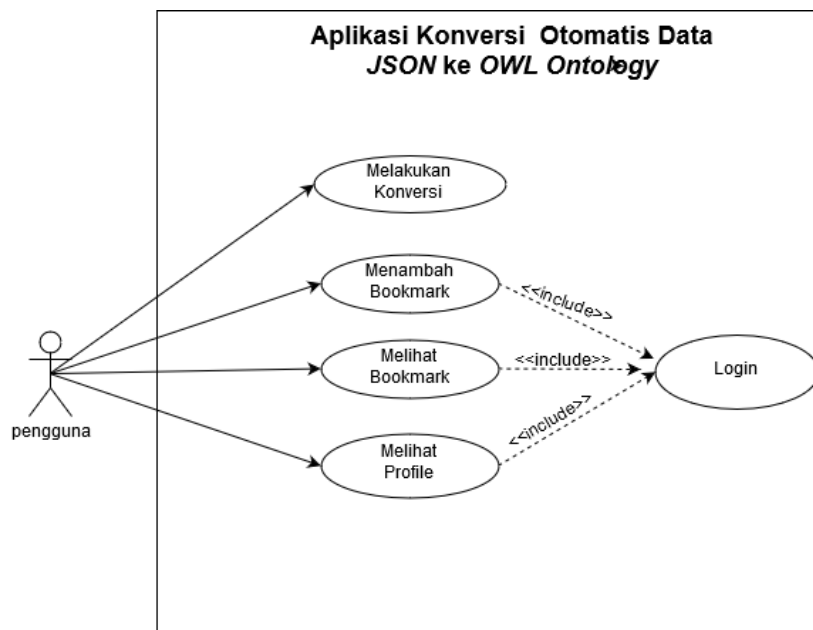 Aplikasi Konversi Otomatis Data
JSON ke OWL Ontology
Melakukan
Konversi
Menambah
Bookmark
<<include>>
Melihat
Bookmark
<<include>>
Login
pengguna
Melihat
Profile
<<include>>